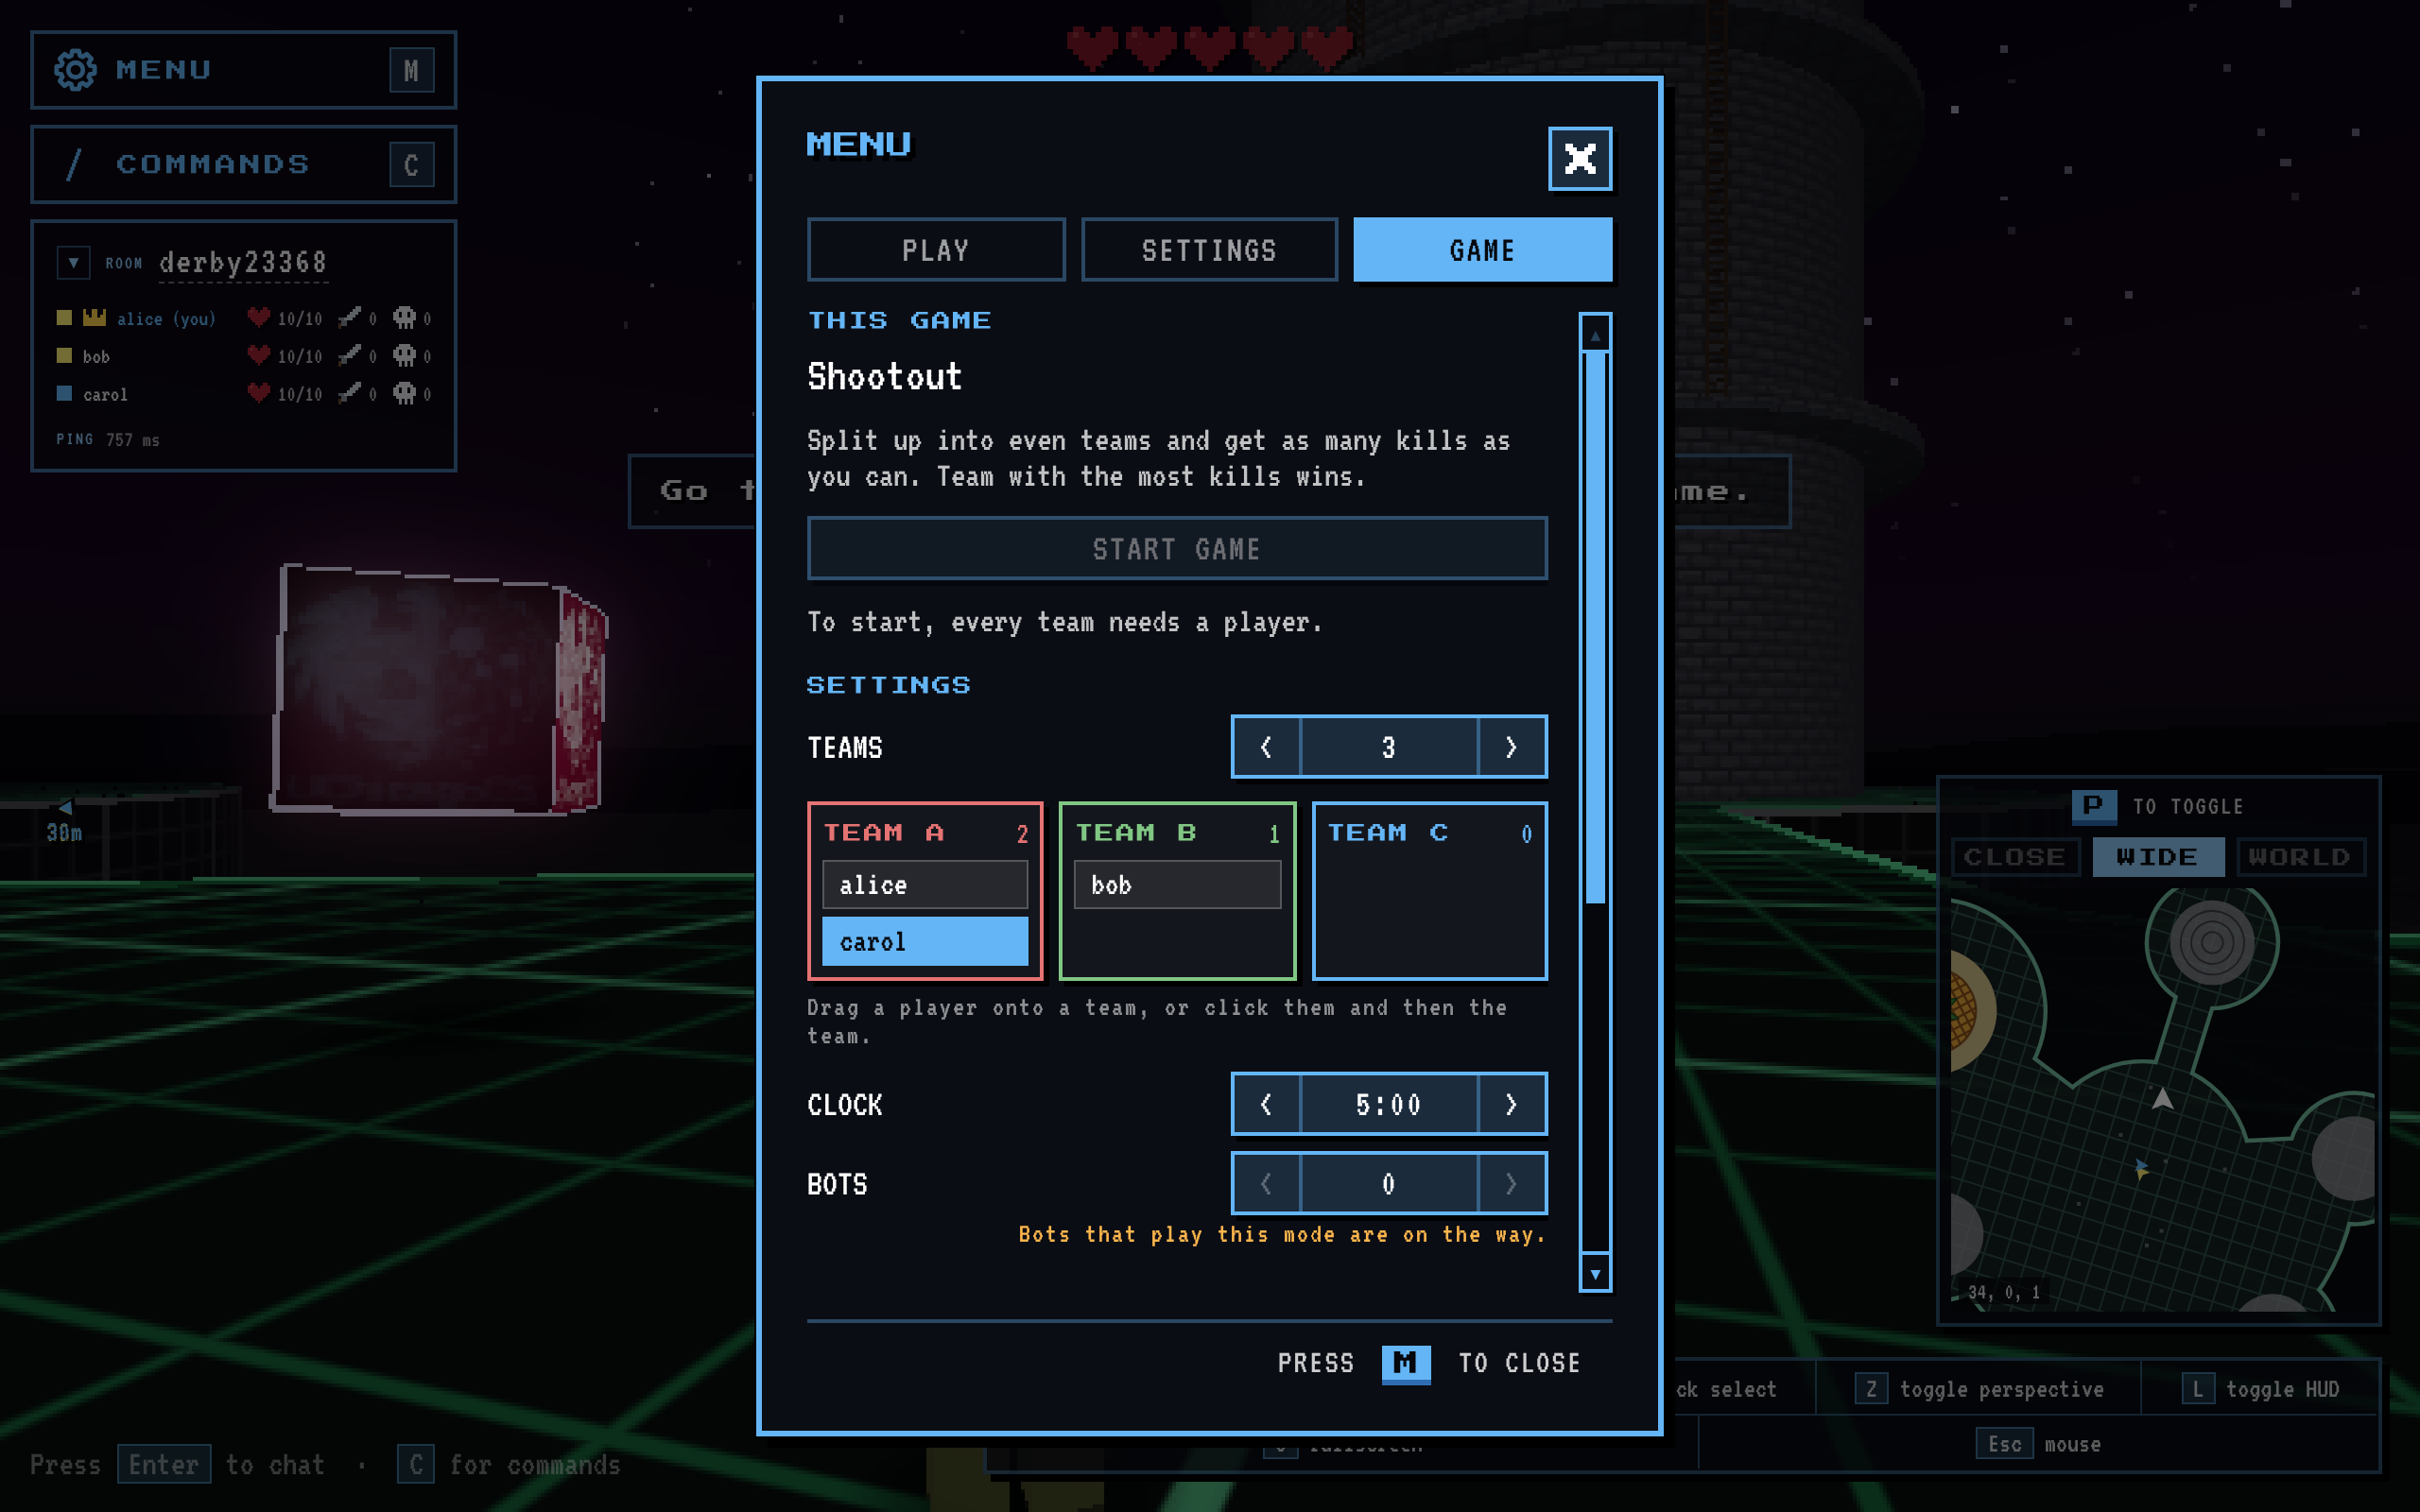 MENU M
/ COMMANDS C
ROOM derby23368
alice (you) 10/10 0 0
bob 10/10 0 0
carol 10/10 0 0
PING 757 ms
Go
me.
30m
MENU
PLAY SETTINGS GAME
THIS GAME
Shootout
Split up into even teams and get as many kills as
you can. Team with the most kills wins.
START GAME
To start, every team needs a player.
SETTINGS
TEAMS < 3 >
TEAM A 2
alice
carol
TEAM B 1
bob
TEAM C 0
Drag a player onto a team, or click them and then the
team.
CLOCK < 5:00 >
BOTS < 0 >
Bots that play this mode are on the way.
PRESS M TO CLOSE
P TO TOGGLE
CLOSE WIDE WORLD
34, 0, 1
ck select Z toggle perspective L toggle HUD
Esc mouse
Press Enter to chat · C for commands